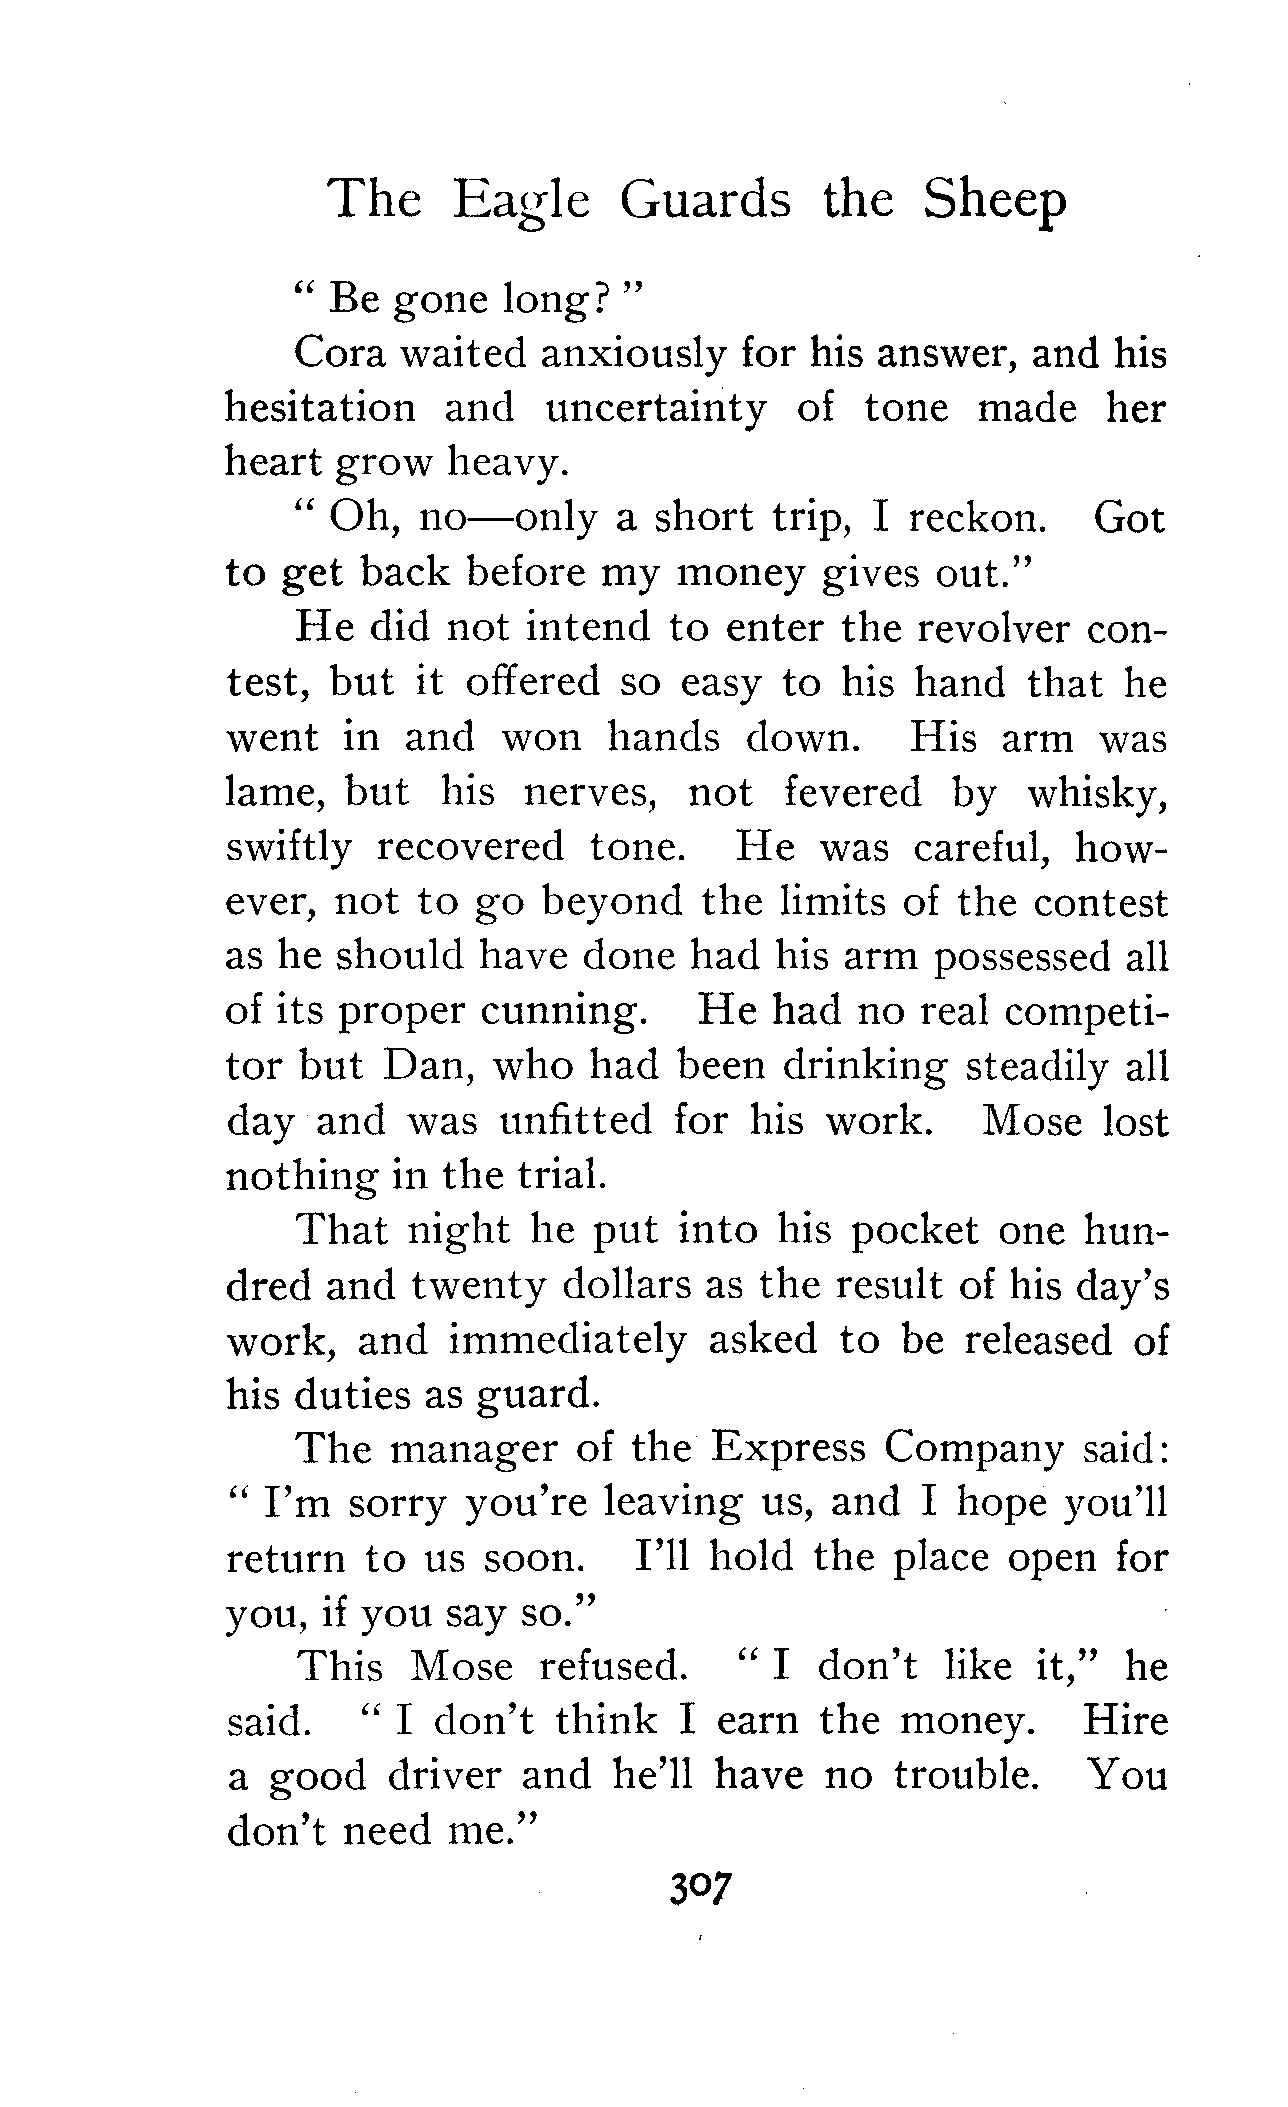 The Eagle Guards the Sheep
“ Be gone long? ”
Cora waited anxiously for his answer, and his
hesitation and uncertainty of tone made her
heart grow heavy.
“ Oh, no—only a short trip, I reckon. Got
to get back before my money gives out.”
He did not intend to enter the revolver con-
test, but it offered so easy to his hand that he
went in and won hands down. His arm was
lame, but his nerves, not fevered by whisky,
swiftly recovered tone. He was careful, how-
ever, not to go beyond the limits of the contest
as he should have done had his arm possessed all
of its proper cunning. He had no real competi-
tor but Dan, who had been drinking steadily all
day and was unfitted for his work. Mose lost
nothing in the trial.
That night he put into his pocket one hun-
dred and twenty dollars as the result of his day’s
work, and immediately asked to be released of
his duties as guard.
The manager of the Express Company said:
“ I’m sorry you’re leaving us, and I hope you’ll
return to us soon. I’ll hold the place open for
you, if you say so.”
This Mose refused. “ I don’t like it,” he
said. “ I don’t think I earn the money. Hire
a good driver and he’ll have no trouble. You
don’t need me.”
307